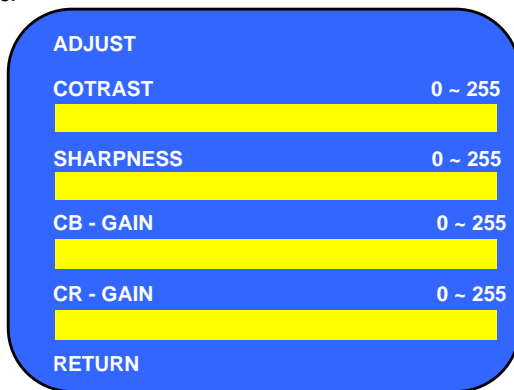 ADJUST
COTRAST 0 ~ 255
SHARPNESS 0 ~ 255
CB - GAIN 0 ~ 255
CR - GAIN 0 ~ 255
RETURN